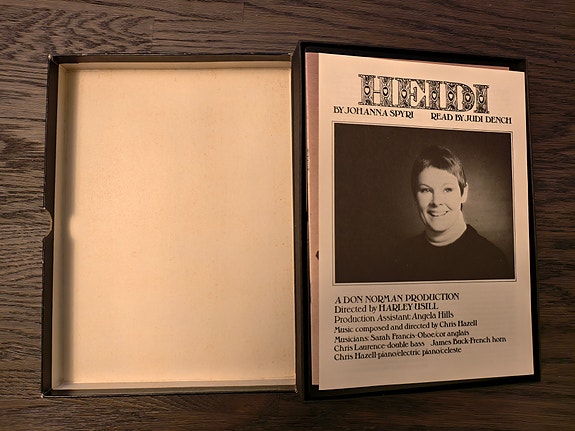 HEIDI
BY JOHANNA SPYRI READ BY JUDI DENCH
A DON NORMAN PRODUCTION
Directed by HARLEY USILL
Production Assistant: Angela Hills
Music composed and directed by Chris Hazell
Musicians: Sarah Francis-Oboe/cor anglais
Chris Laurence-double bass James Buck-French horn
Chris Hazell-piano/electric piano/celeste